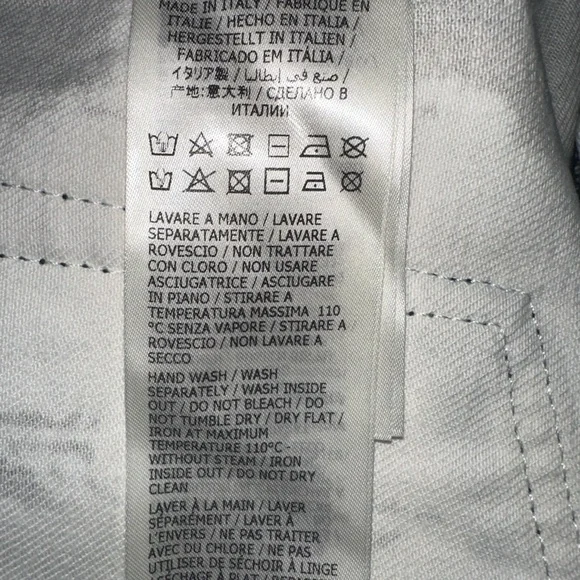 MADE IN ITALY / FABRIQUÉ EN
ITALIE / HECHO EN ITALIA /
HERGESTELLT IN ITALIEN /
FABRICADO EM ITÁLIA /
イタリア製 / صنع في إيطاليا /
产地:意大利 / СДЕЛАНО В
ИТАЛИИ
LAVARE A MANO / LAVARE
SEPARATAMENTE / LAVARE A
ROVESCIO / NON TRATTARE
CON CLORO / NON USARE
ASCIUGATRICE / ASCIUGARE
IN PIANO / STIRARE A
TEMPERATURA MASSIMA 110
°C SENZA VAPORE / STIRARE A
ROVESCIO / NON LAVARE A
SECCO
HAND WASH / WASH
SEPARATELY / WASH INSIDE
OUT / DO NOT BLEACH / DO
NOT TUMBLE DRY / DRY FLAT /
IRON AT MAXIMUM
TEMPERATURE 110°C -
WITHOUT STEAM / IRON
INSIDE OUT / DO NOT DRY
CLEAN
LAVER À LA MAIN / LAVER
SÉPARÉMENT / LAVER À
L'ENVERS / NE PAS TRAITER
AVEC DU CHLORE / NE PAS
UTILISER DE SÉCHOIR À LINGE
/ SÉCHAGE À PLAT / REPASSER